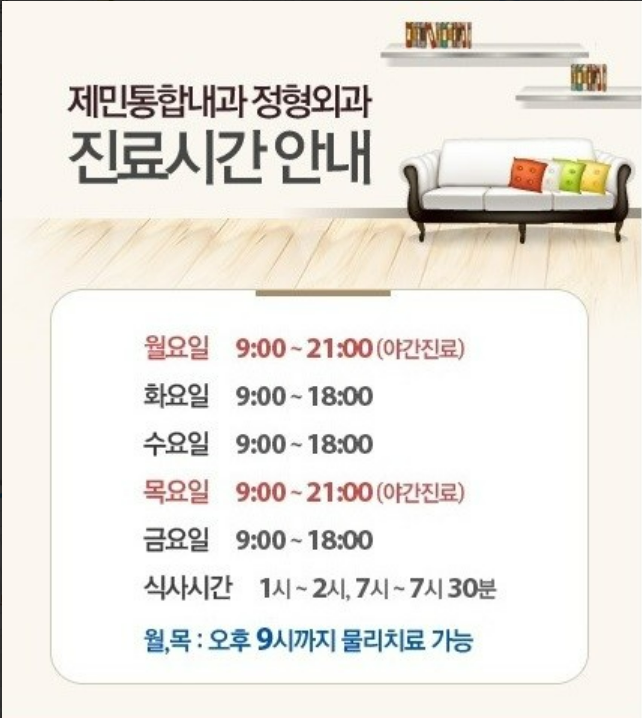 제민통합내과 정형외과
진료시간 안내
월요일 9:00 ~ 21:00 (야간진료)
화요일 9:00 ~ 18:00
수요일 9:00 ~ 18:00
목요일 9:00 ~ 21:00 (야간진료)
금요일 9:00 ~ 18:00
식사시간 1시 ~ 2시, 7시 ~ 7시 30분
월,목 : 오후 9시까지 물리치료 가능